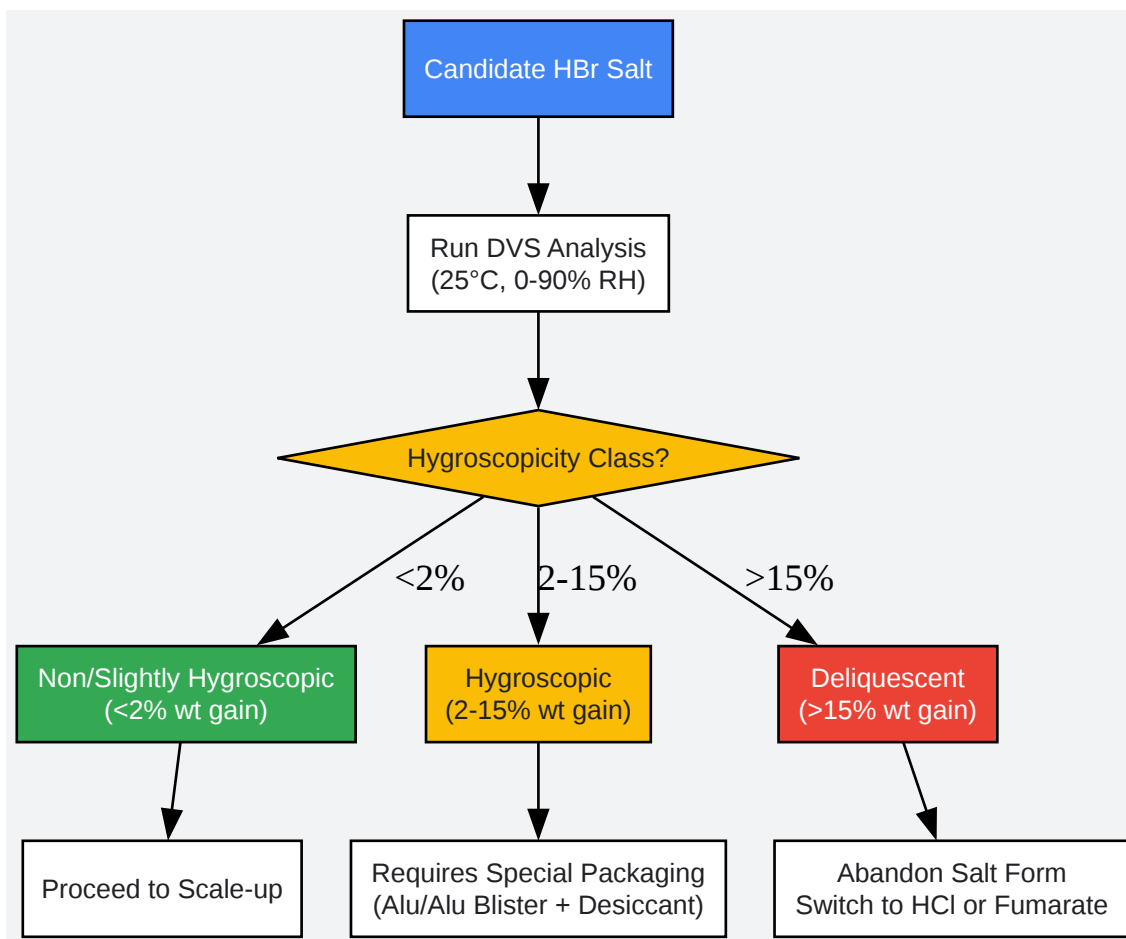 Candidate HBr Salt
Run DVS Analysis
(25°C, 0-90% RH)
Hygroscopicity Class?
<2%
2-15%
>15%
Non/Slightly Hygroscopic
(<2% wt gain)
Hygroscopic
(2-15% wt gain)
Deliquescent
(>15% wt gain)
Proceed to Scale-up
Requires Special Packaging
(Alu/Alu Blister + Desiccant)
Abandon Salt Form
Switch to HCl or Fumarate